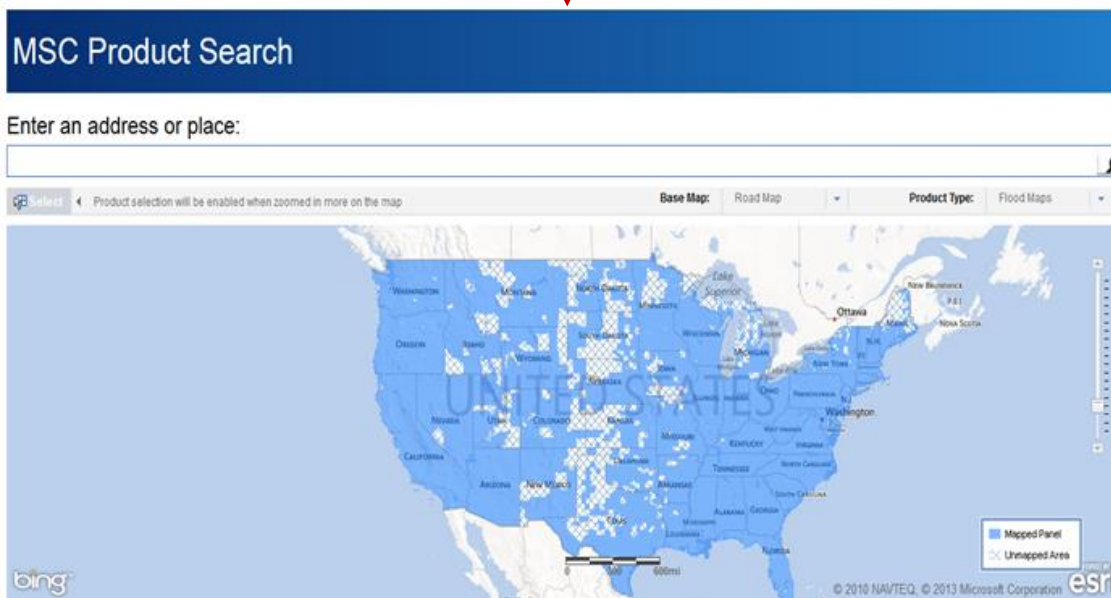 MSC Product Search
Enter an address or place:
Select
Product selection will be enabled when zoomed in more on the map
Base Map: Road Map
Product Type: Flood Maps
Lake Superior
NEW BRUNSWICK
P.E.I.
WASHINGTON
MONTANA
NORTH DAKOTA
MINNESOTA
Ottawa
MAINE
NOVA SCOTIA
OREGON
IDAHO
SOUTH DAKOTA
WISCONSIN
N.H.
WYOMING
MICHIGAN
NEW YORK
IOWA
NEBRASKA
UNITED STATES
OHIO
PENNSYLVANIA
ILLINOIS
INDIANA
N.J.
Washington
NEVADA
UTAH
COLORADO
KANSAS
MISSOURI
WEST VIRGINIA
KENTUCKY
VIRGINIA
CALIFORNIA
OKLAHOMA
TENNESSEE
NORTH CAROLINA
ARIZONA
NEW MEXICO
ARKANSAS
SOUTH CAROLINA
MISSISSIPPI
ALABAMA
GEORGIA
TEXAS
LOUISIANA
FLORIDA
Mapped Panel
Unmapped Area
0 300 600mi
bing
© 2010 NAVTEQ, © 2013 Microsoft Corporation
esri